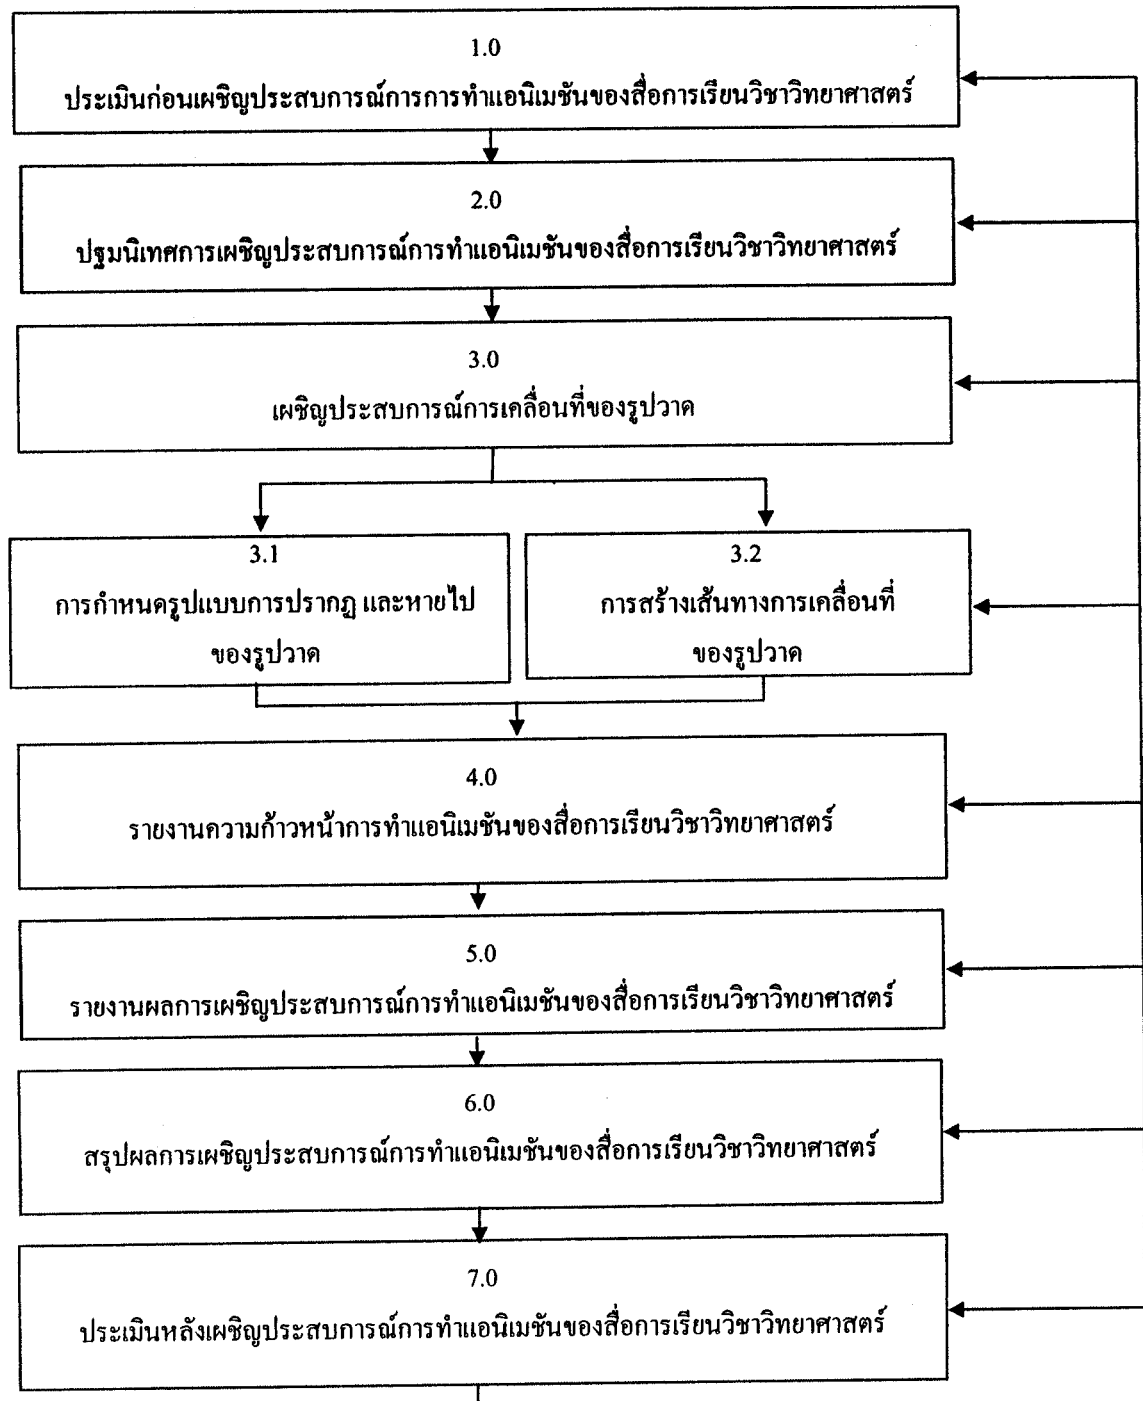 1.0
ประเมินก่อนเผชิญประสบการณ์การการทำแอนิเมชันของสื่อการเรียนวิชาวิทยาศาสตร์
2.0
ปฐมนิเทศการเผชิญประสบการณ์การทำแอนิเมชันของสื่อการเรียนวิชาวิทยาศาสตร์
3.0
เผชิญประสบการณ์การเคลื่อนที่ของรูปวาด
3.1
การกำหนดรูปแบบการปรากฏ และหายไป
ของรูปวาด
3.2
การสร้างเส้นทางการเคลื่อนที่
ของรูปวาด
4.0
รายงานความก้าวหน้าการทำแอนิเมชันของสื่อการเรียนวิชาวิทยาศาสตร์
5.0
รายงานผลการเผชิญประสบการณ์การทำแอนิเมชันของสื่อการเรียนวิชาวิทยาศาสตร์
6.0
สรุปผลการเผชิญประสบการณ์การทำแอนิเมชันของสื่อการเรียนวิชาวิทยาศาสตร์
7.0
ประเมินหลังเผชิญประสบการณ์การทำแอนิเมชันของสื่อการเรียนวิชาวิทยาศาสตร์